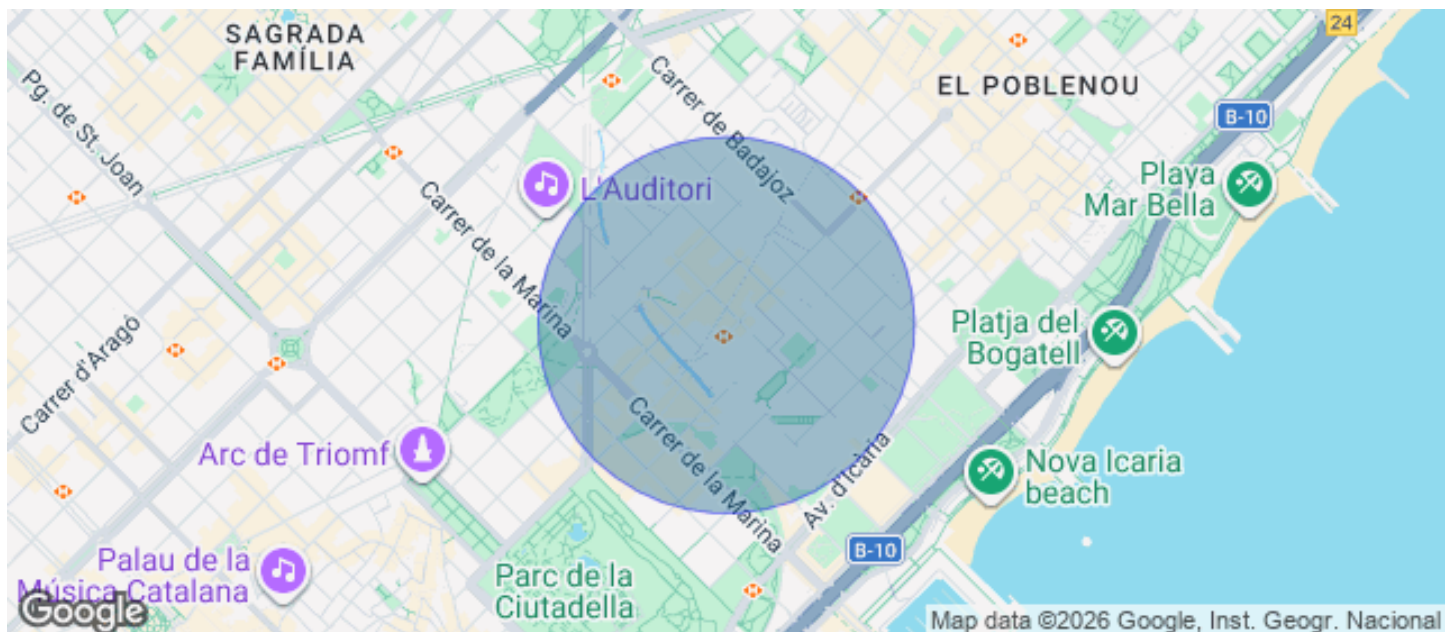 SAGRADA
FAMÍLIA
24
Carrer de Badajoz
EL POBLENOU
Pg. de St. Joan
B-10
Playa
Mar Bella
L'Auditori
Carrer de la Marina
Platja del
Bogatell
Carrer d'Aragó
Arc de Triomf
Carrer de la Marina
Av. d'Icària
Nova Icaria
beach
B-10
Palau de la
Música Catalana
Parc de la
Ciutadella
Google
Map data ©2026 Google, Inst. Geogr. Nacional